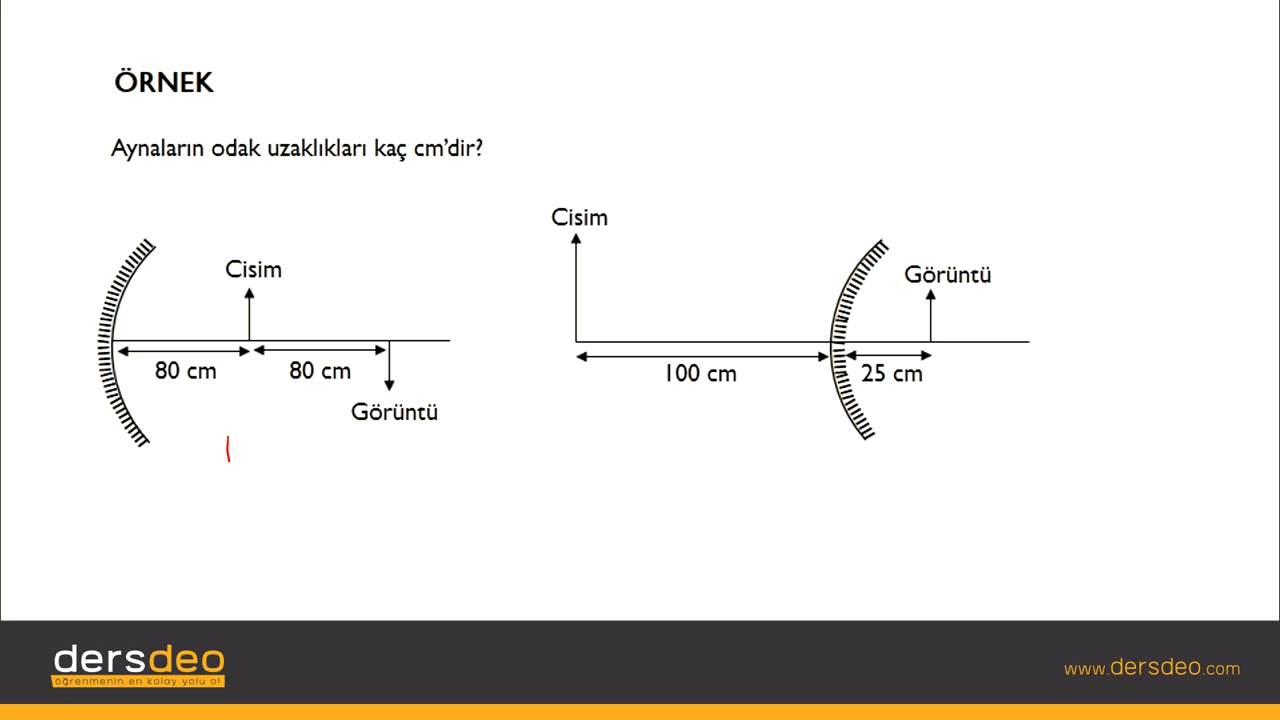 ÖRNEK
Aynaların odak uzaklıkları kaç cm'dir?
Cisim
80 cm
80 cm
Görüntü
Cisim
Görüntü
100 cm
25 cm
dersdeo
öğrenmenin en kolay yolu o!
www.dersdeo.com